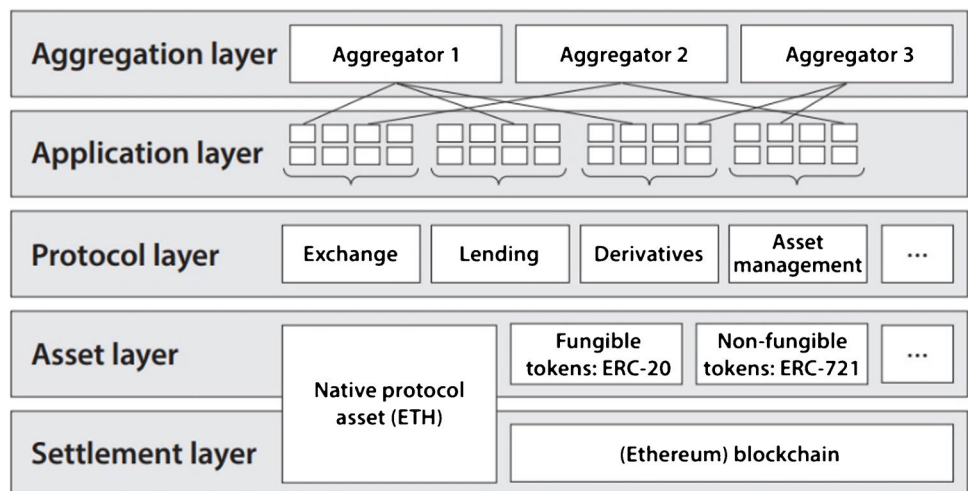 Aggregation layer
Aggregator 1
Aggregator 2
Aggregator 3
Application layer
Protocol layer
Exchange
Lending
Derivatives
Asset
management
...
Asset layer
Native protocol
asset (ETH)
Fungible
tokens: ERC-20
Non-fungible
tokens: ERC-721
...
Settlement layer
(Ethereum) blockchain